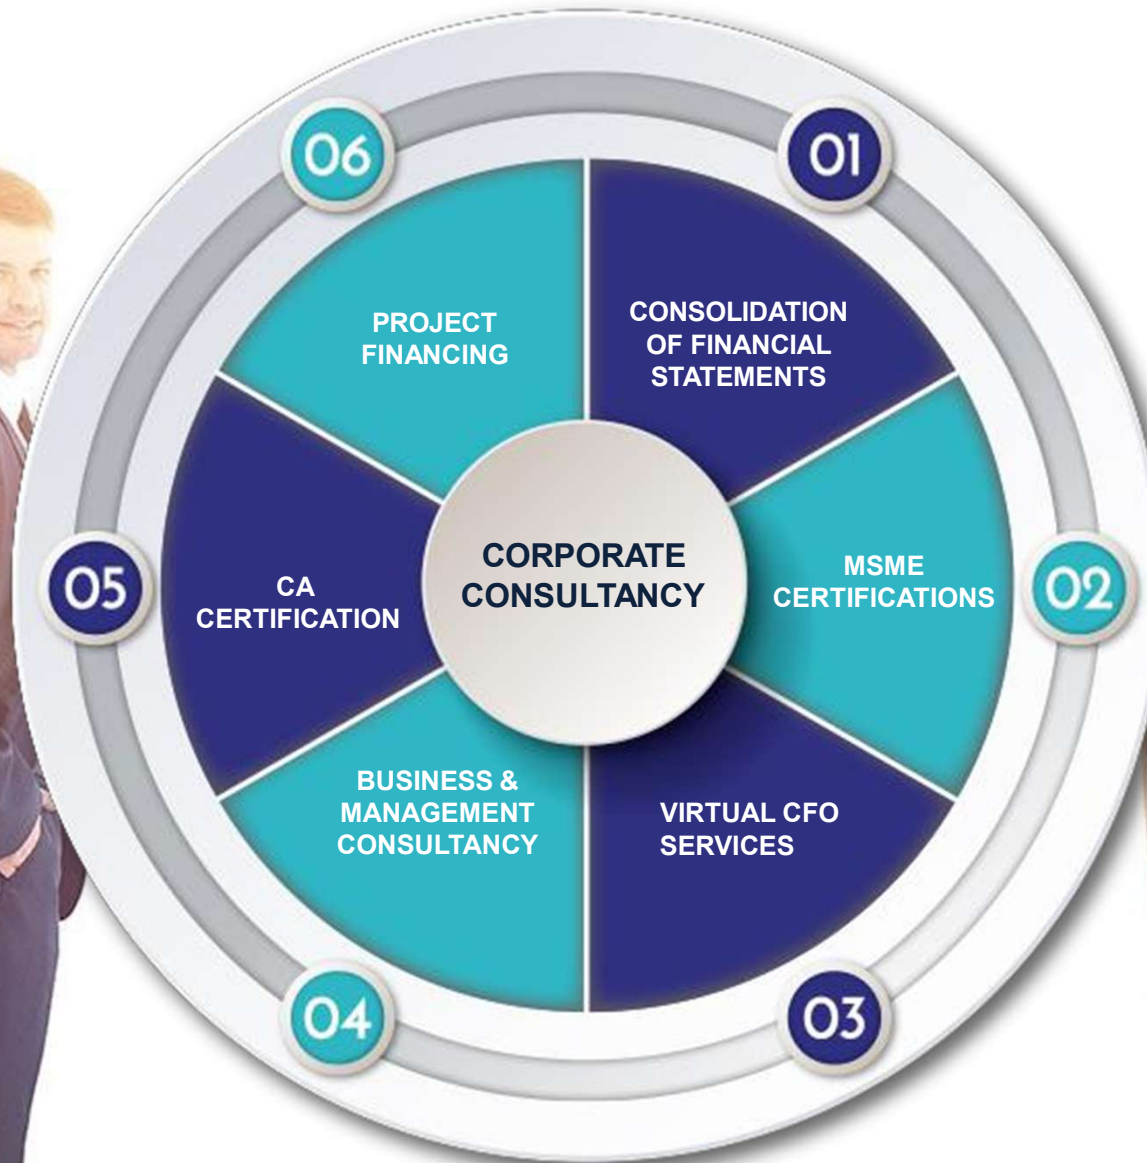 06
01
PROJECT
FINANCING
CONSOLIDATION
OF FINANCIAL
STATEMENTS
05
CA
CERTIFICATION
CORPORATE
CONSULTANCY
MSME
CERTIFICATIONS
02
BUSINESS &
MANAGEMENT
CONSULTANCY
VIRTUAL CFO
SERVICES
04
03